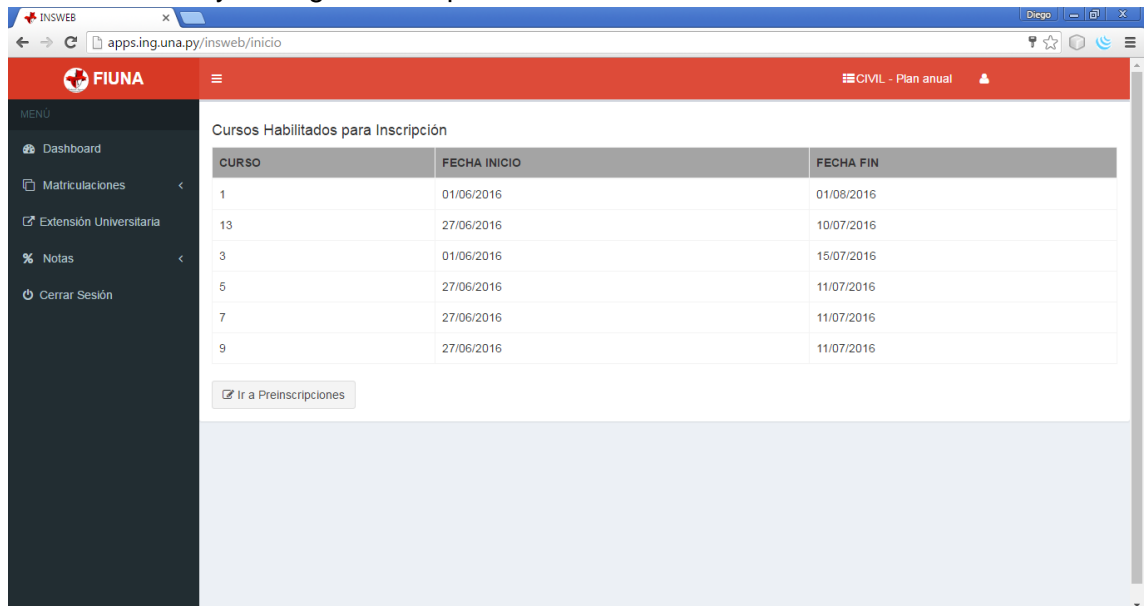 INSWEB
Diego
apps.ing.una.py/insweb/inicio
FIUNA
CIVIL - Plan anual
MENÚ
Dashboard
Matriculaciones
Extensión Universitaria
Notas
Cerrar Sesión
Cursos Habilitados para Inscripción
CURSO FECHA INICIO FECHA FIN
1 01/06/2016 01/08/2016
13 27/06/2016 10/07/2016
3 01/06/2016 15/07/2016
5 27/06/2016 11/07/2016
7 27/06/2016 11/07/2016
9 27/06/2016 11/07/2016
Ir a Preinscripciones